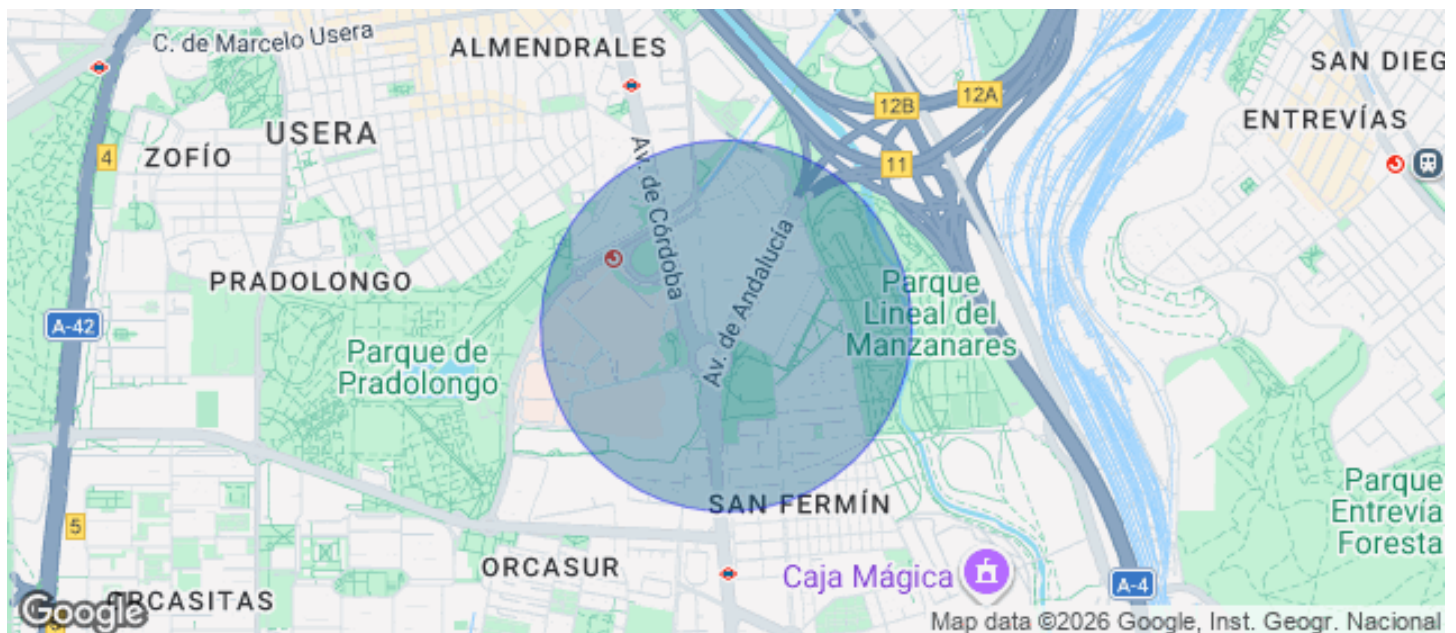 C. de Marcelo Usera
ALMENDRALES
SAN DIEG
12B
12A
ENTREVÍAS
USERA
4
ZOFÍO
11
Av. de Córdoba
Av. de Andalucía
PRADOLONGO
A-42
Parque de
Pradolongo
Parque
Lineal del
Manzanares
SAN FERMÍN
Parque
Entrevía
Foresta
5
ORCASUR
Caja Mágica
A-4
ORCASITAS
5
Google
Map data ©2026 Google, Inst. Geogr. Nacional